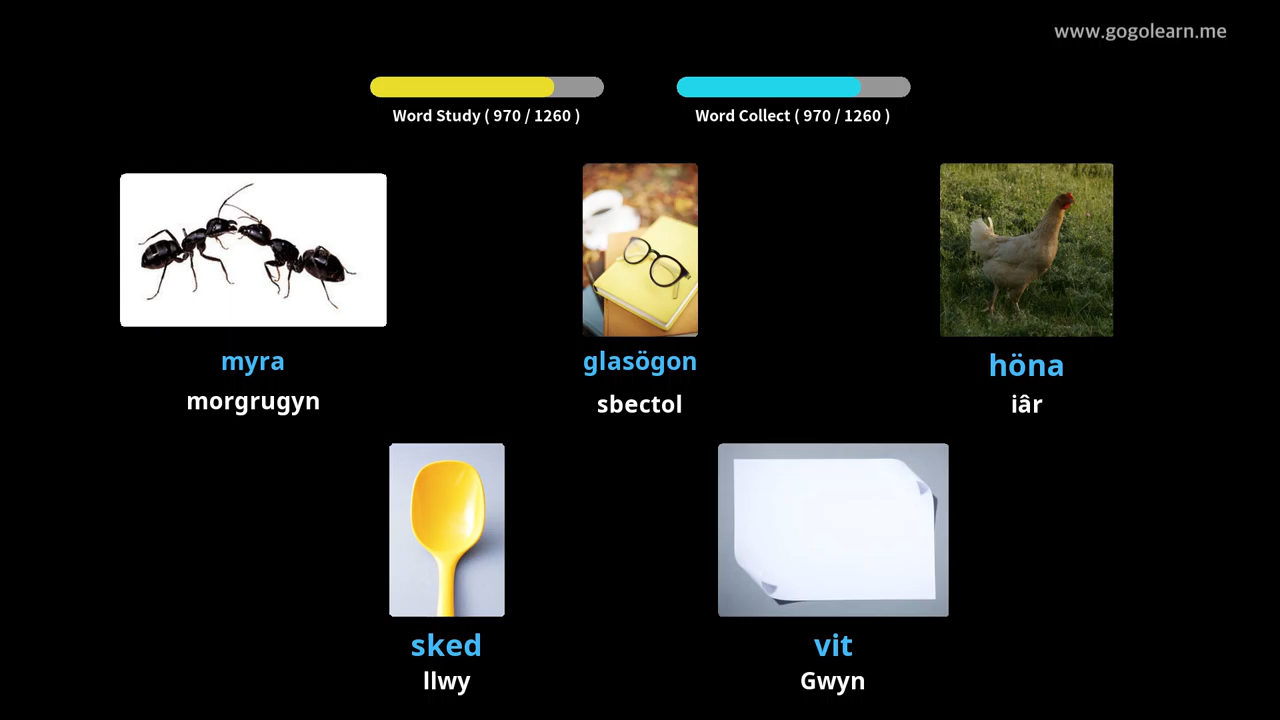 www.gogolearn.me
Word Study ( 970 / 1260 )
Word Collect ( 970 / 1260 )
myra
morgrugyn
glasögon
sbectol
höna
iâr
sked
llwy
vit
Gwyn